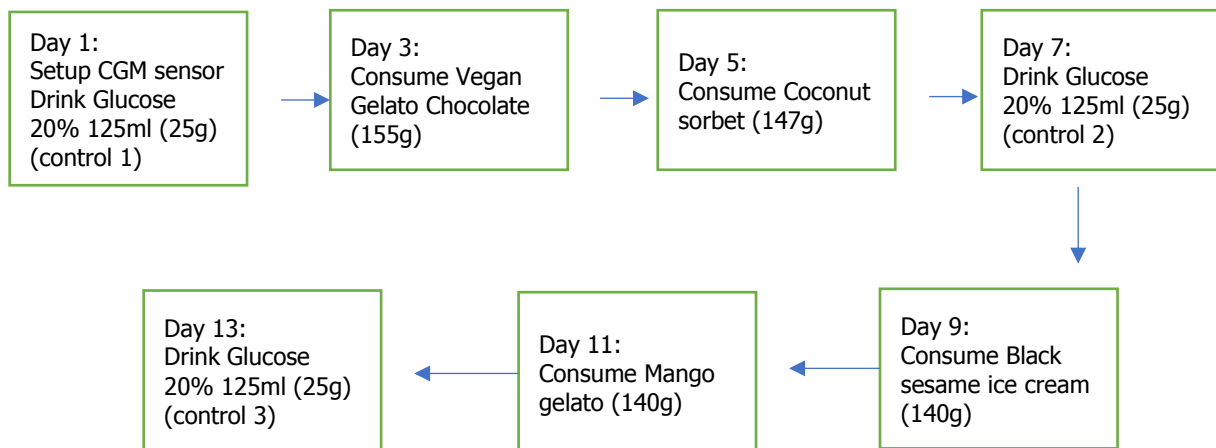 Day 1:
Setup CGM sensor
Drink Glucose
20% 125ml (25g)
(control 1)
Day 3:
Consume Vegan
Gelato Chocolate
(155g)
Day 5:
Consume Coconut
sorbet (147g)
Day 7:
Drink Glucose
20% 125ml (25g)
(control 2)
Day 9:
Consume Black
sesame ice cream
(140g)
Day 11:
Consume Mango
gelato (140g)
Day 13:
Drink Glucose
20% 125ml (25g)
(control 3)